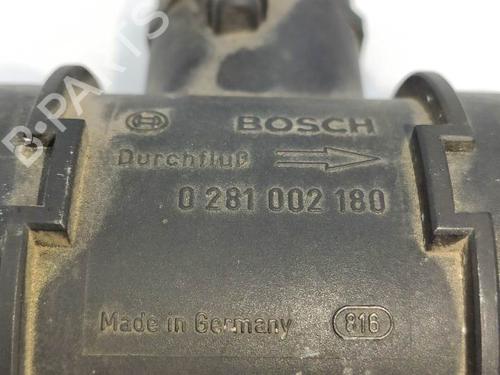 BOSCH
Durchfluß
0 281 002 180
Made in Germany
816
B-PARTS